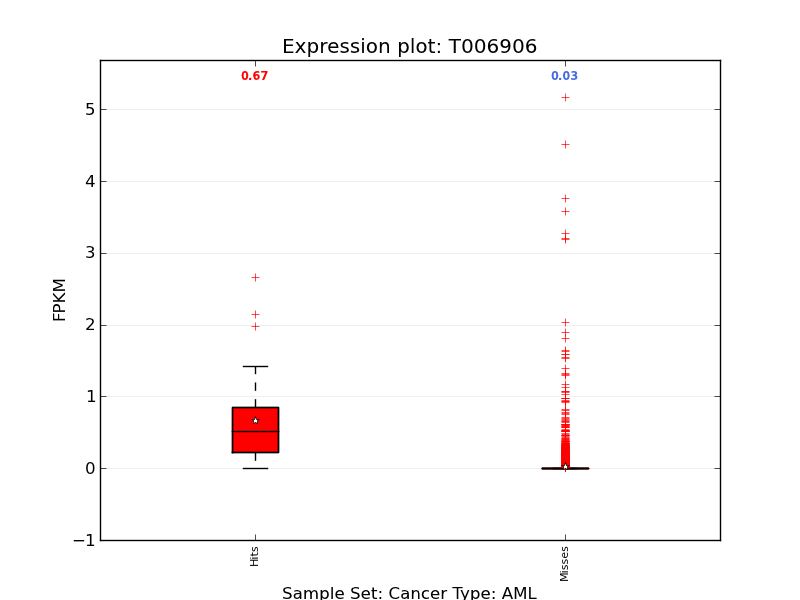 Expression plot: T006906
0.67
0.03
5
4
3
2
1
0
−1
FPKM
Hits
Misses
Sample Set: Cancer Type: AML